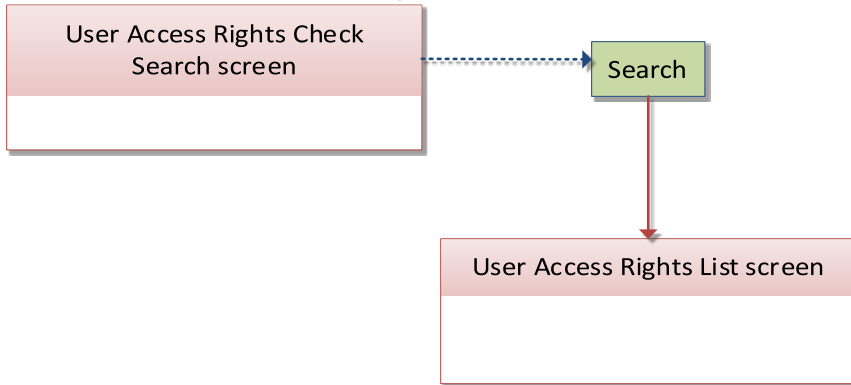 User Access Rights Check
Search screen
Search
User Access Rights List screen